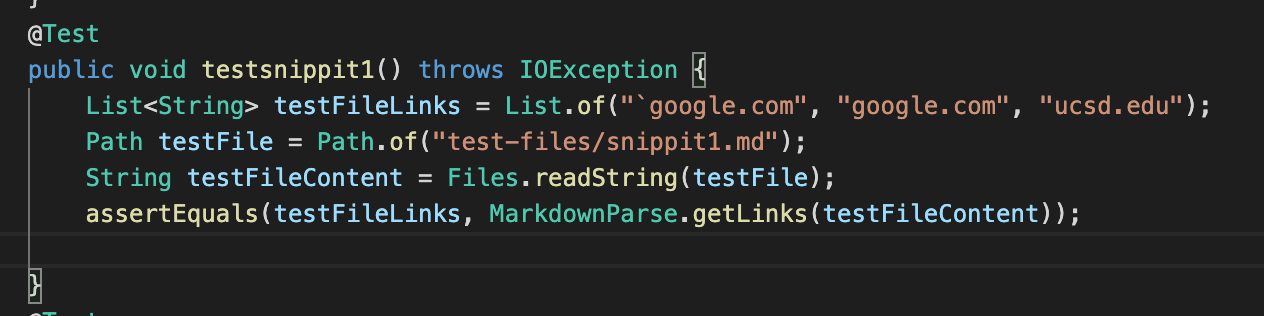 }
@Test
public void testsnippit1() throws IOException {
    List<String> testFileLinks = List.of("`google.com", "google.com", "ucsd.edu");
    Path testFile = Path.of("test-files/snippit1.md");
    String testFileContent = Files.readString(testFile);
    assertEquals(testFileLinks, MarkdownParse.getLinks(testFileContent));
}